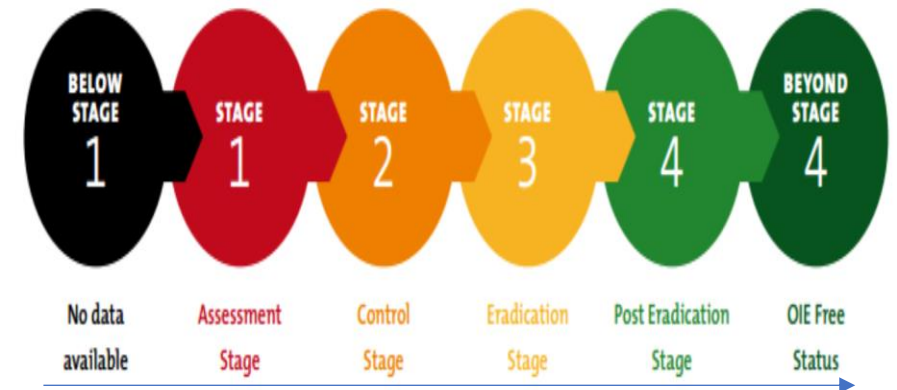 BELOW
STAGE
1
STAGE
1
STAGE
2
STAGE
3
STAGE
4
BEYOND
STAGE
4
No data
available
Assessment
Stage
Control
Stage
Eradication
Stage
Post Eradication
Stage
OIE Free
Status